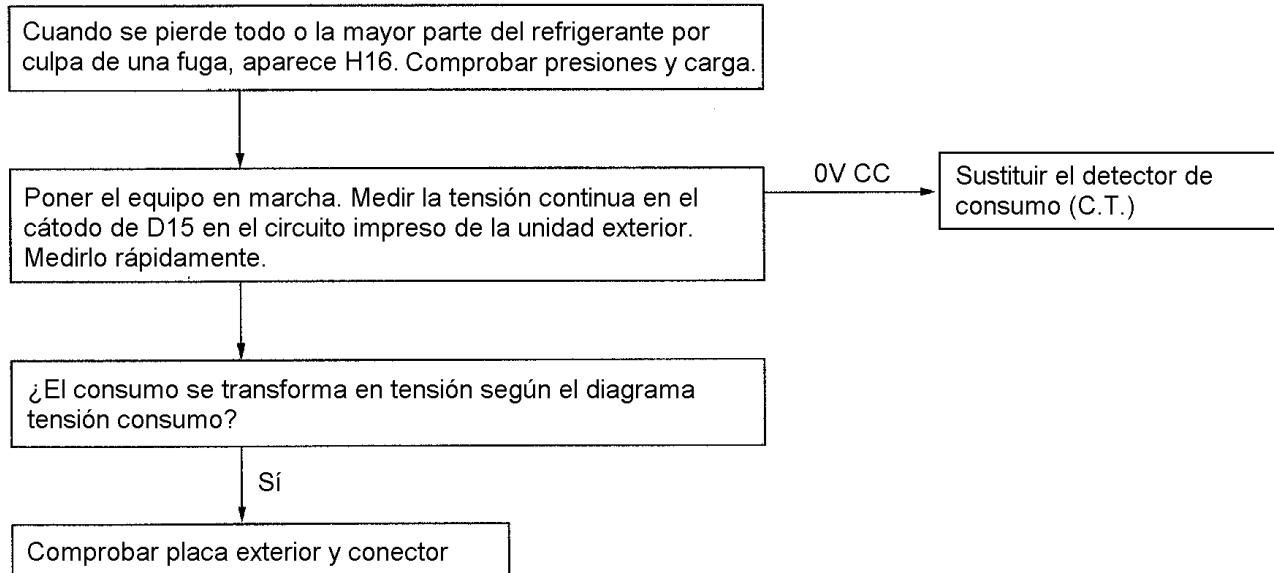 Cuando se pierde todo o la mayor parte del refrigerante por
culpa de una fuga, aparece H16. Comprobar presiones y carga.
Poner el equipo en marcha. Medir la tensión continua en el
cátodo de D15 en el circuito impreso de la unidad exterior.
Medirlo rápidamente.
0V CC
Sustituir el detector de
consumo (C.T.)
¿El consumo se transforma en tensión según el diagrama
tensión consumo?
Sí
Comprobar placa exterior y conector